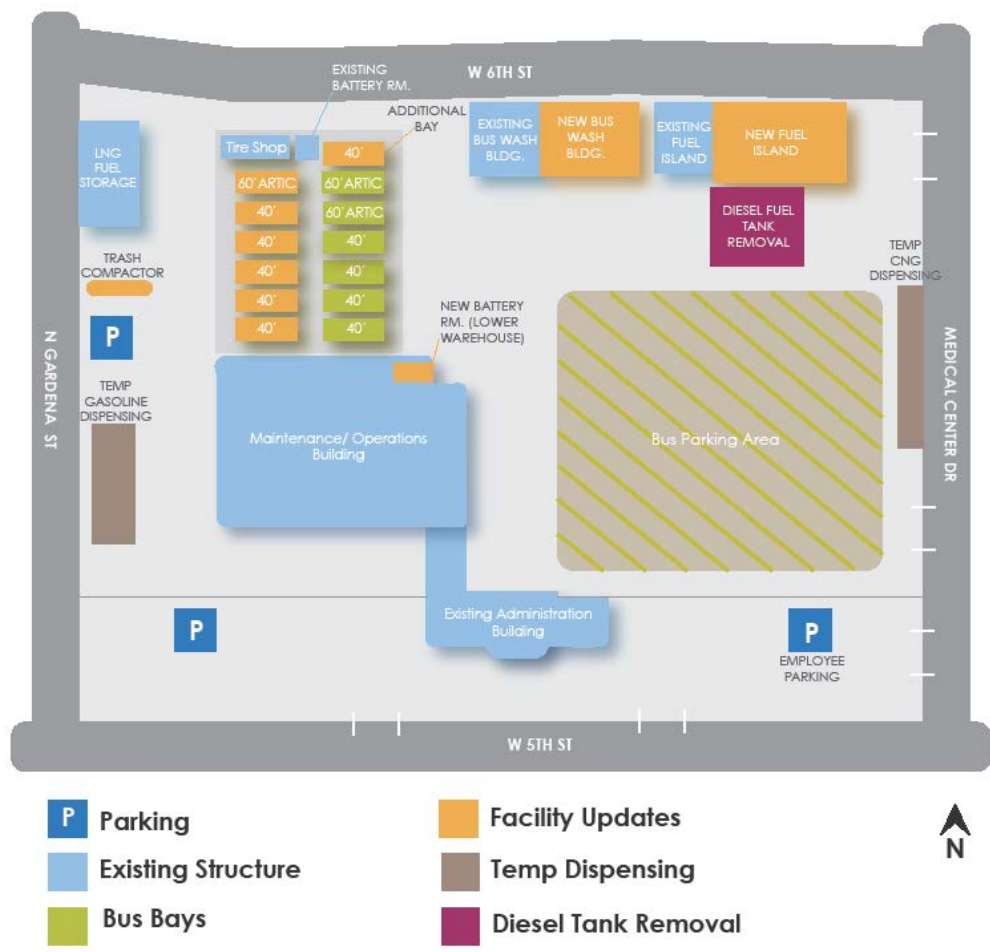 W 6TH ST
EXISTING
BATTERY RM.
ADDITIONAL
BAY
EXISTING
BUS WASH
BLDG.
NEW BUS
WASH
BLDG.
EXISTING
FUEL
ISLAND
NEW FUEL
ISLAND
LNG
FUEL
STORAGE
Tire Shop
40'
60' ARTIC
60' ARTIC
40'
60' ARTIC
40'
40'
40'
40'
40'
40'
40'
40'
DIESEL FUEL
TANK
REMOVAL
TRASH
COMPACTOR
TEMP
CNG
DISPENSING
P
NEW BATTERY
RM. (LOWER
WAREHOUSE)
N GARDENA ST
MEDICAL CENTER DR
TEMP
GASOLINE
DISPENSING
Maintenance/ Operations
Building
Bus Parking Area
P
Existing Administration
Building
P
EMPLOYEE
PARKING
W 5TH ST
P Parking
Existing Structure
Bus Bays
Facility Updates
Temp Dispensing
Diesel Tank Removal
N